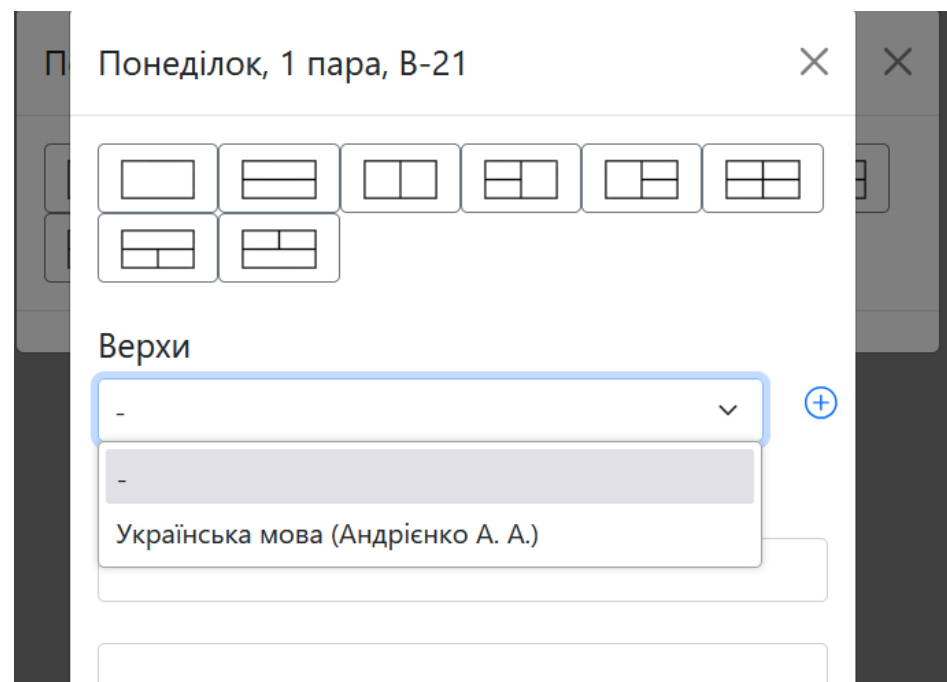 Понеділок, 1 пара, В-21
Верхи
-
-
Українська мова (Андрієнко А. А.)